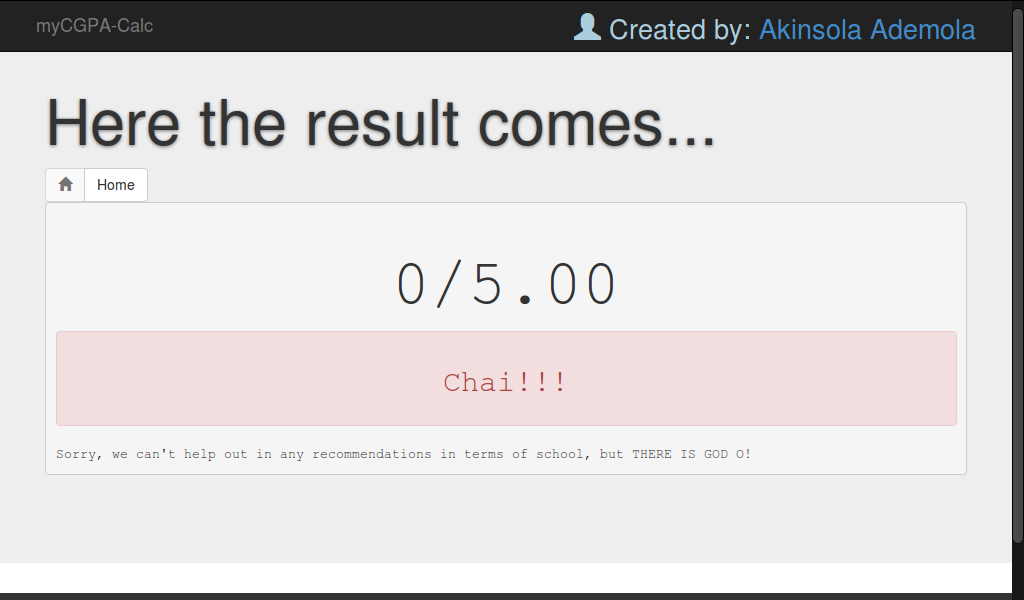 myCGPA-Calc
Created by: Akinsola Ademola
Here the result comes...
Home
0/5.00
Chai!!!
Sorry, we can't help out in any recommendations in terms of school, but THERE IS GOD O!